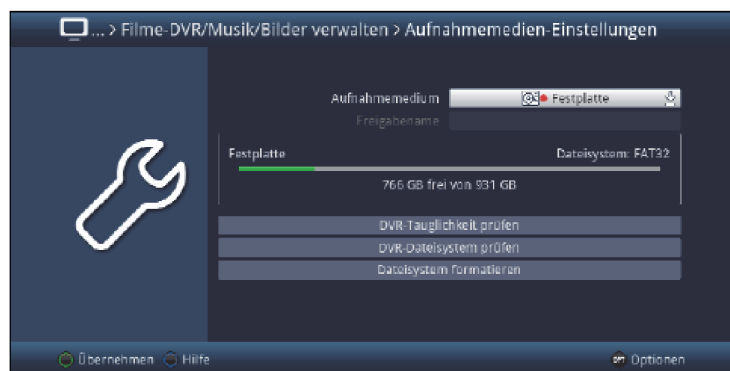 ... > Filme-DVR/Musik/Bilder verwalten > Aufnahmemedien-Einstellungen
Aufnahmemedium Festplatte
Freigabename
Festplatte Dateisystem: FAT32
766 GB frei von 931 GB
DVR-Tauglichkeit prüfen
DVR-Dateisystem prüfen
Dateisystem formatieren
Übernehmen Hilfe OPT Optionen